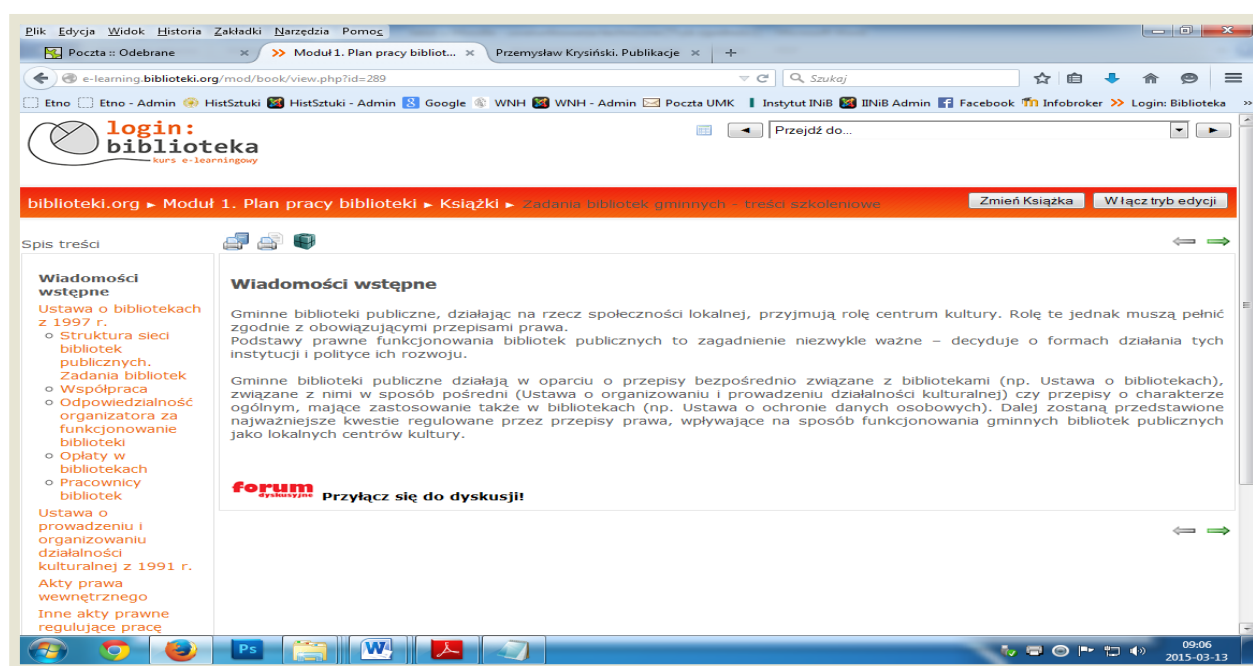 Plik Edycja Widok Historia Zakładki Narzędzia Pomoc
Poczta :: Odebrane
Moduł 1. Plan pracy bibliot...
Przemysław Krysiński. Publikacje
e-learning.biblioteki.org/mod/book/view.php?id=289
Szukaj
Etno Etno - Admin HistSztuki HistSztuki - Admin Google WNH WNH - Admin Poczta UMK Instytut INiB IINiB Admin Facebook Infobroker Login: Biblioteka »
login:
biblioteka
kurs e-learningowy
Przejdź do...
biblioteki.org ► Moduł 1. Plan pracy biblioteki ► Książki ► Zadania bibliotek gminnych - treści szkoleniowe
Zmień Książka
Włącz tryb edycji
Spis treści
Wiadomości
wstępne
Ustawa o bibliotekach
z 1997 r.
Struktura sieci
bibliotek
publicznych.
Zadania bibliotek
Współpraca
Odpowiedzialność
organizatora za
funkcjonowanie
biblioteki
Opłaty w
bibliotekach
Pracownicy
bibliotek
Ustawa o
prowadzeniu i
organizowaniu
działalności
kulturalnej z 1991 r.
Akty prawa
wewnętrznego
Inne akty prawne
regulujące pracę
Wiadomości wstępne
Gminne biblioteki publiczne, działając na rzecz społeczności lokalnej, przyjmują rolę centrum kultury. Rolę te jednak muszą pełnić
zgodnie z obowiązującymi przepisami prawa.
Podstawy prawne funkcjonowania bibliotek publicznych to zagadnienie niezwykle ważne – decyduje o formach działania tych
instytucji i polityce ich rozwoju.
Gminne biblioteki publiczne działają w oparciu o przepisy bezpośrednio związane z bibliotekami (np. Ustawa o bibliotekach),
związane z nimi w sposób pośredni (Ustawa o organizowaniu i prowadzeniu działalności kulturalnej) czy przepisy o charakterze
ogólnym, mające zastosowanie także w bibliotekach (np. Ustawa o ochronie danych osobowych). Dalej zostaną przedstawione
najważniejsze kwestie regulowane przez przepisy prawa, wpływające na sposób funkcjonowania gminnych bibliotek publicznych
jako lokalnych centrów kultury.
forum
dyskusyjne
Przyłącz się do dyskusji!
Ps
W
09:06
2015-03-13